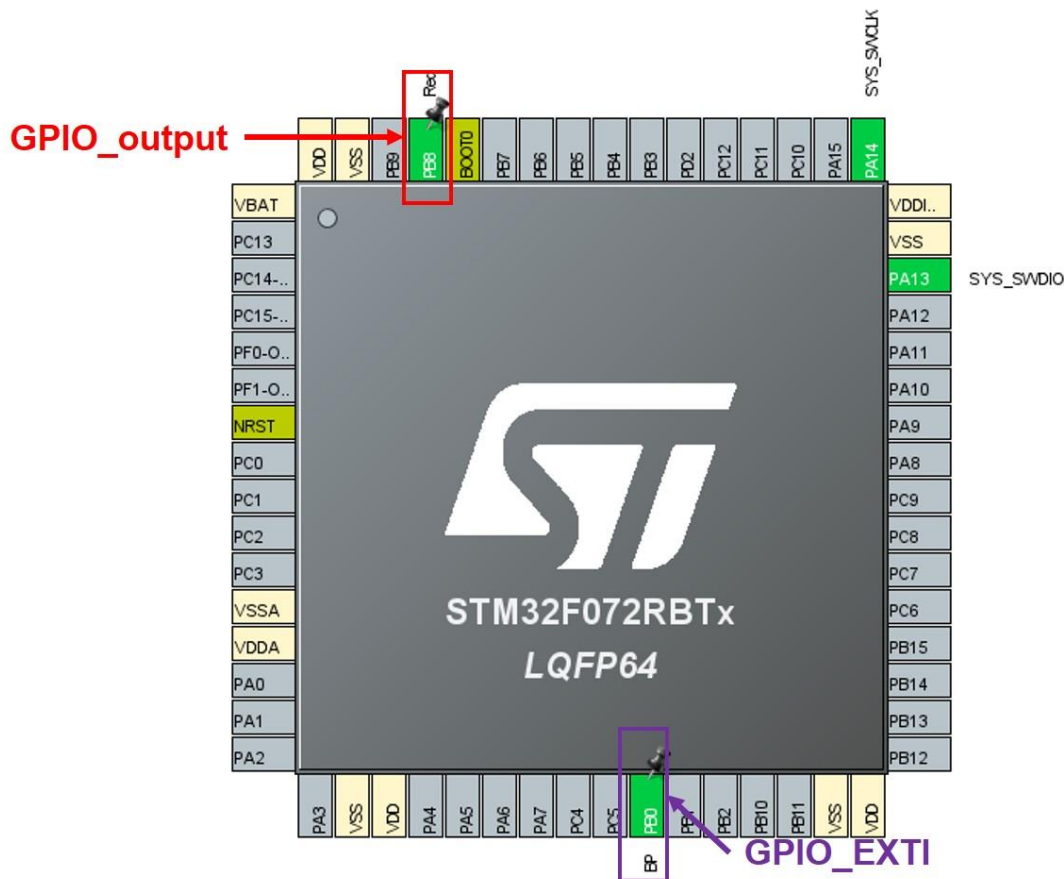 SYS_SWCLK
Red
GPIO_output
VDD
VSS
PB9
PB8
BOOT0
PB7
PB6
PB5
PB4
PB3
PD2
PC12
PC11
PC10
PA15
PA14
VBAT
PC13
PC14-..
PC15-..
PF0-O..
PF1-O..
NRST
PC0
PC1
PC2
PC3
VSSA
VDDA
PA0
PA1
PA2
VDDI..
VSS
PA13 SYS_SWDIO
PA12
PA11
PA10
PA9
PA8
PC9
PC8
PC7
PC6
PB15
PB14
PB13
PB12
ST
STM32F072RBTx
LQFP64
PA3
VSS
VDD
PA4
PA5
PA6
PA7
PC4
PC5
PB0
PB1
PB2
PB10
PB11
VSS
VDD
BP
GPIO_EXTI